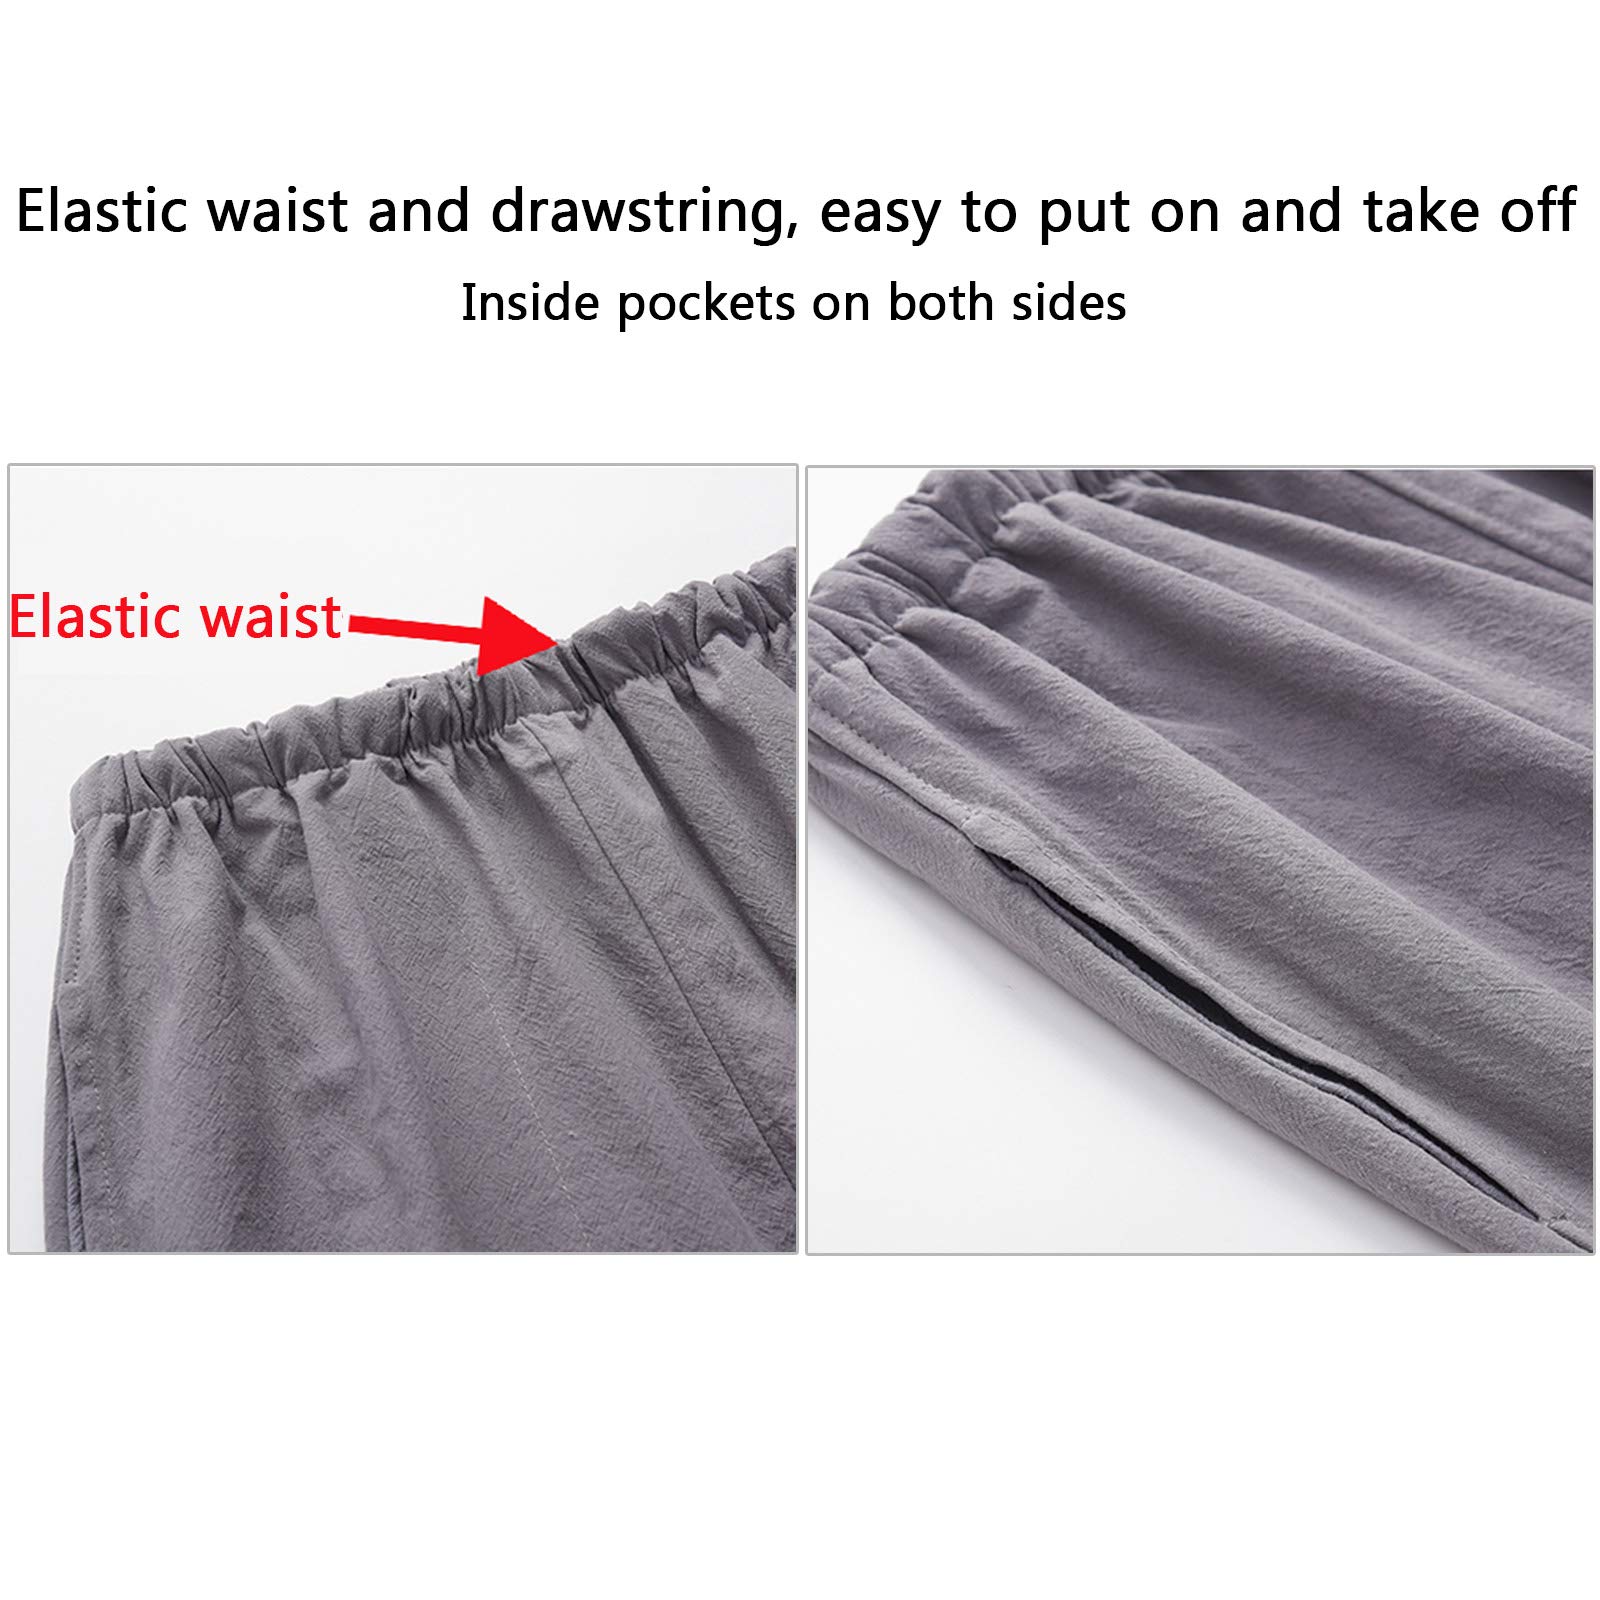 Elastic waist and drawstring, easy to put on and take off
Inside pockets on both sides
Elastic waist